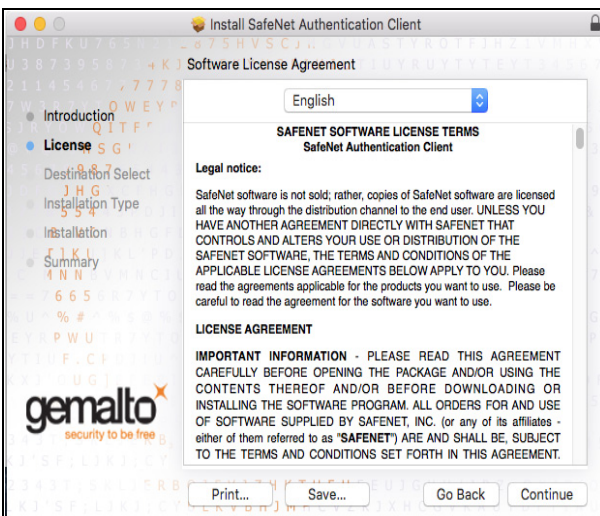 Install SafeNet Authentication Client
Software License Agreement
English
Introduction
License
Destination Select
Installation Type
Installation
Summary
SAFENET SOFTWARE LICENSE TERMS
SafeNet Authentication Client
Legal notice:
SafeNet software is not sold; rather, copies of SafeNet software are licensed
all the way through the distribution channel to the end user. UNLESS YOU
HAVE ANOTHER AGREEMENT DIRECTLY WITH SAFENET THAT
CONTROLS AND ALTERS YOUR USE OR DISTRIBUTION OF THE
SAFENET SOFTWARE, THE TERMS AND CONDITIONS OF THE
APPLICABLE LICENSE AGREEMENTS BELOW APPLY TO YOU. Please
read the agreements applicable for the products you want to use. Please be
careful to read the agreement for the software you want to use.
LICENSE AGREEMENT
IMPORTANT INFORMATION - PLEASE READ THIS AGREEMENT
CAREFULLY BEFORE OPENING THE PACKAGE AND/OR USING THE
CONTENTS THEREOF AND/OR BEFORE DOWNLOADING OR
INSTALLING THE SOFTWARE PROGRAM. ALL ORDERS FOR AND USE
OF SOFTWARE SUPPLIED BY SAFENET, INC. (or any of its affiliates -
either of them referred to as "SAFENET") ARE AND SHALL BE, SUBJECT
TO THE TERMS AND CONDITIONS SET FORTH IN THIS AGREEMENT.
gemalto
security to be free
Print...
Save...
Go Back
Continue